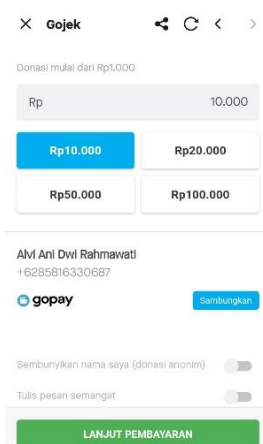 Gojek
Donasi mulai dari Rp1.000
Rp 10.000
Rp10.000 Rp20.000
Rp50.000 Rp100.000
Alvi Ani Dwi Rahmawati
+6285816330687
gopay Sambungkan
Sembunyikan nama saya (donasi anonim)
Tulis pesan semangat
LANJUT PEMBAYARAN